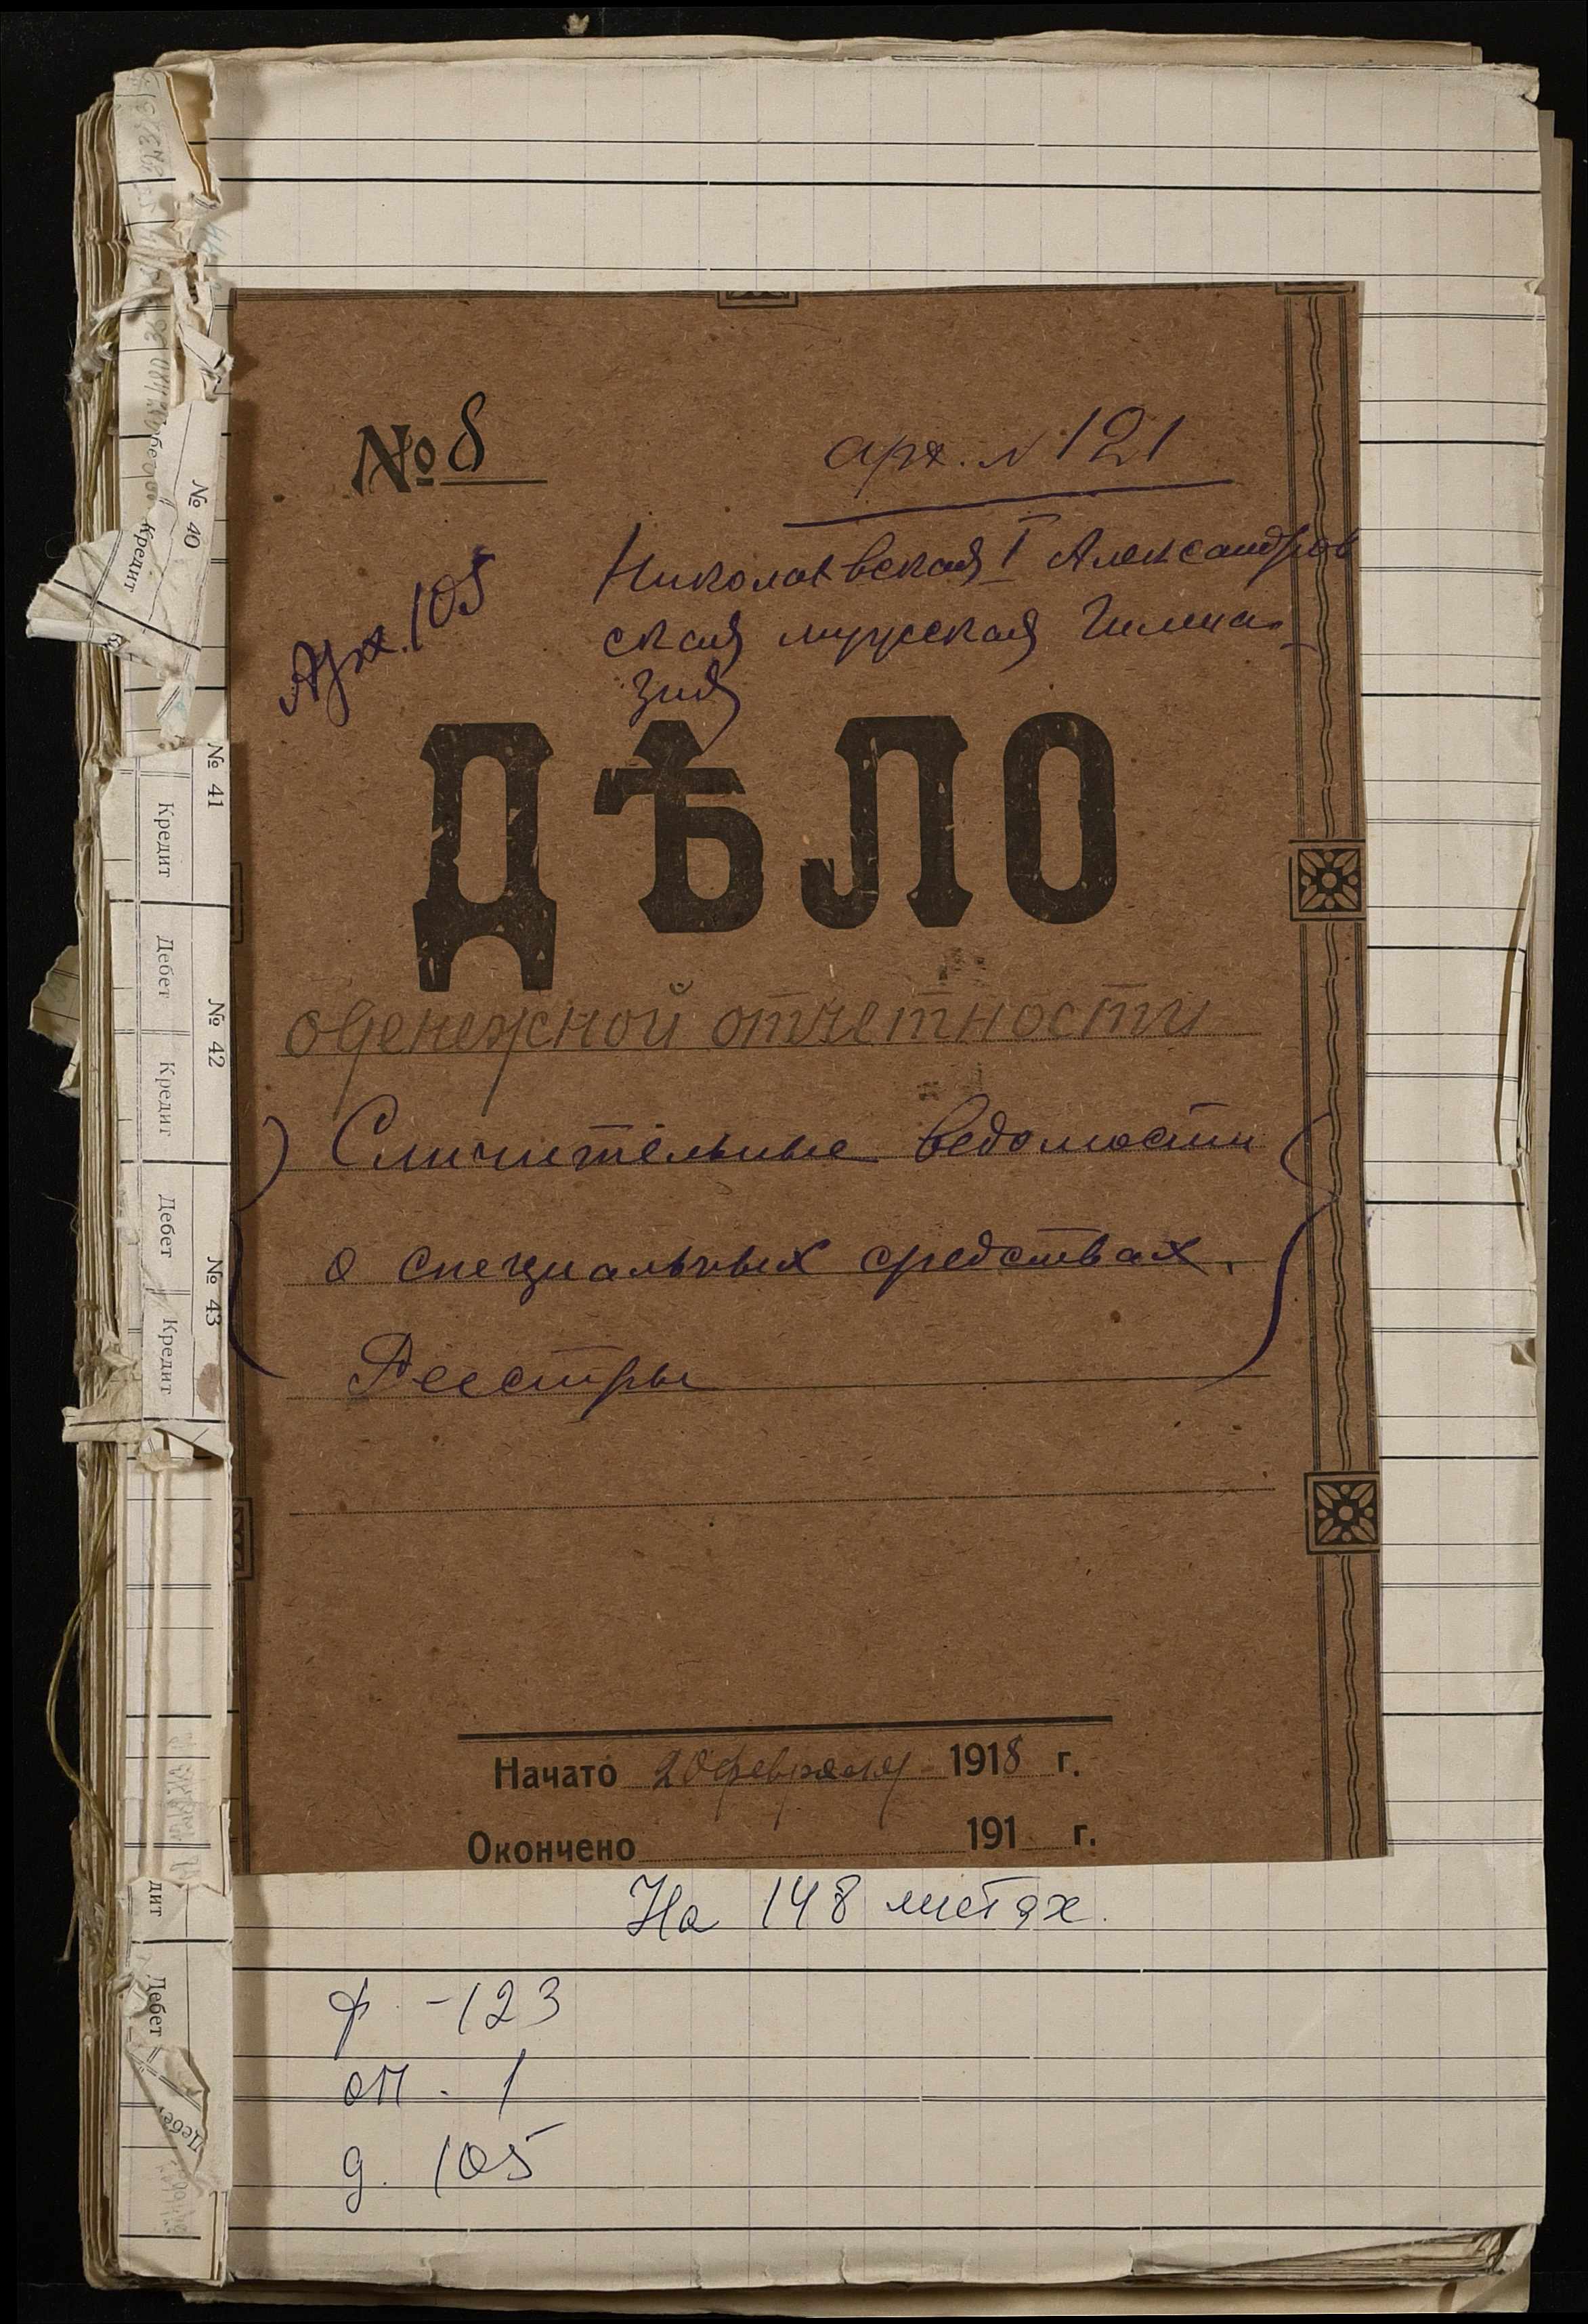 № 8
арх. № 121
Арх. 105
Николаевская I Александров
ская мужская Гимна-
зия
ДѢЛО
о денежной отчетности
Сличительные ведомости
о специальных средствах.
Реестры
Начато 20 февраля 1918 г.
Окончено 191 г.
На 148 листах.
ф. - 123
оп. 1
д. 105
№ 40
Кредит
№ 41
Кредит
Дебет
№ 42
Кредит
Дебет
№ 43
Кредит
дит
Дебет